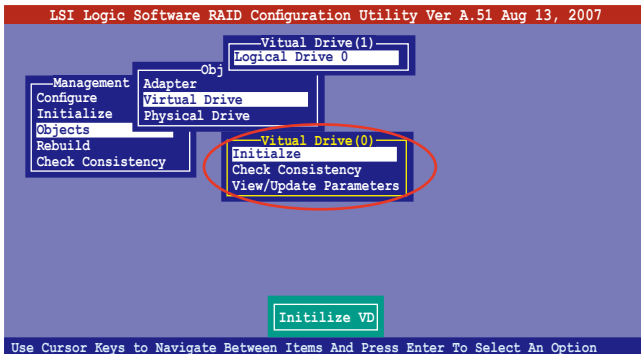 LSI Logic Software RAID Configuration Utility Ver A.51 Aug 13, 2007
Vitual Drive(1)
Logical Drive 0
Obj
Adapter
Virtual Drive
Physical Drive
Management
Configure
Initialize
Objects
Rebuild
Check Consistency
Vitual Drive(0)
Initialze
Check Consistency
View/Update Parameters
Initilize VD
Use Cursor Keys to Navigate Between Items And Press Enter To Select An Option